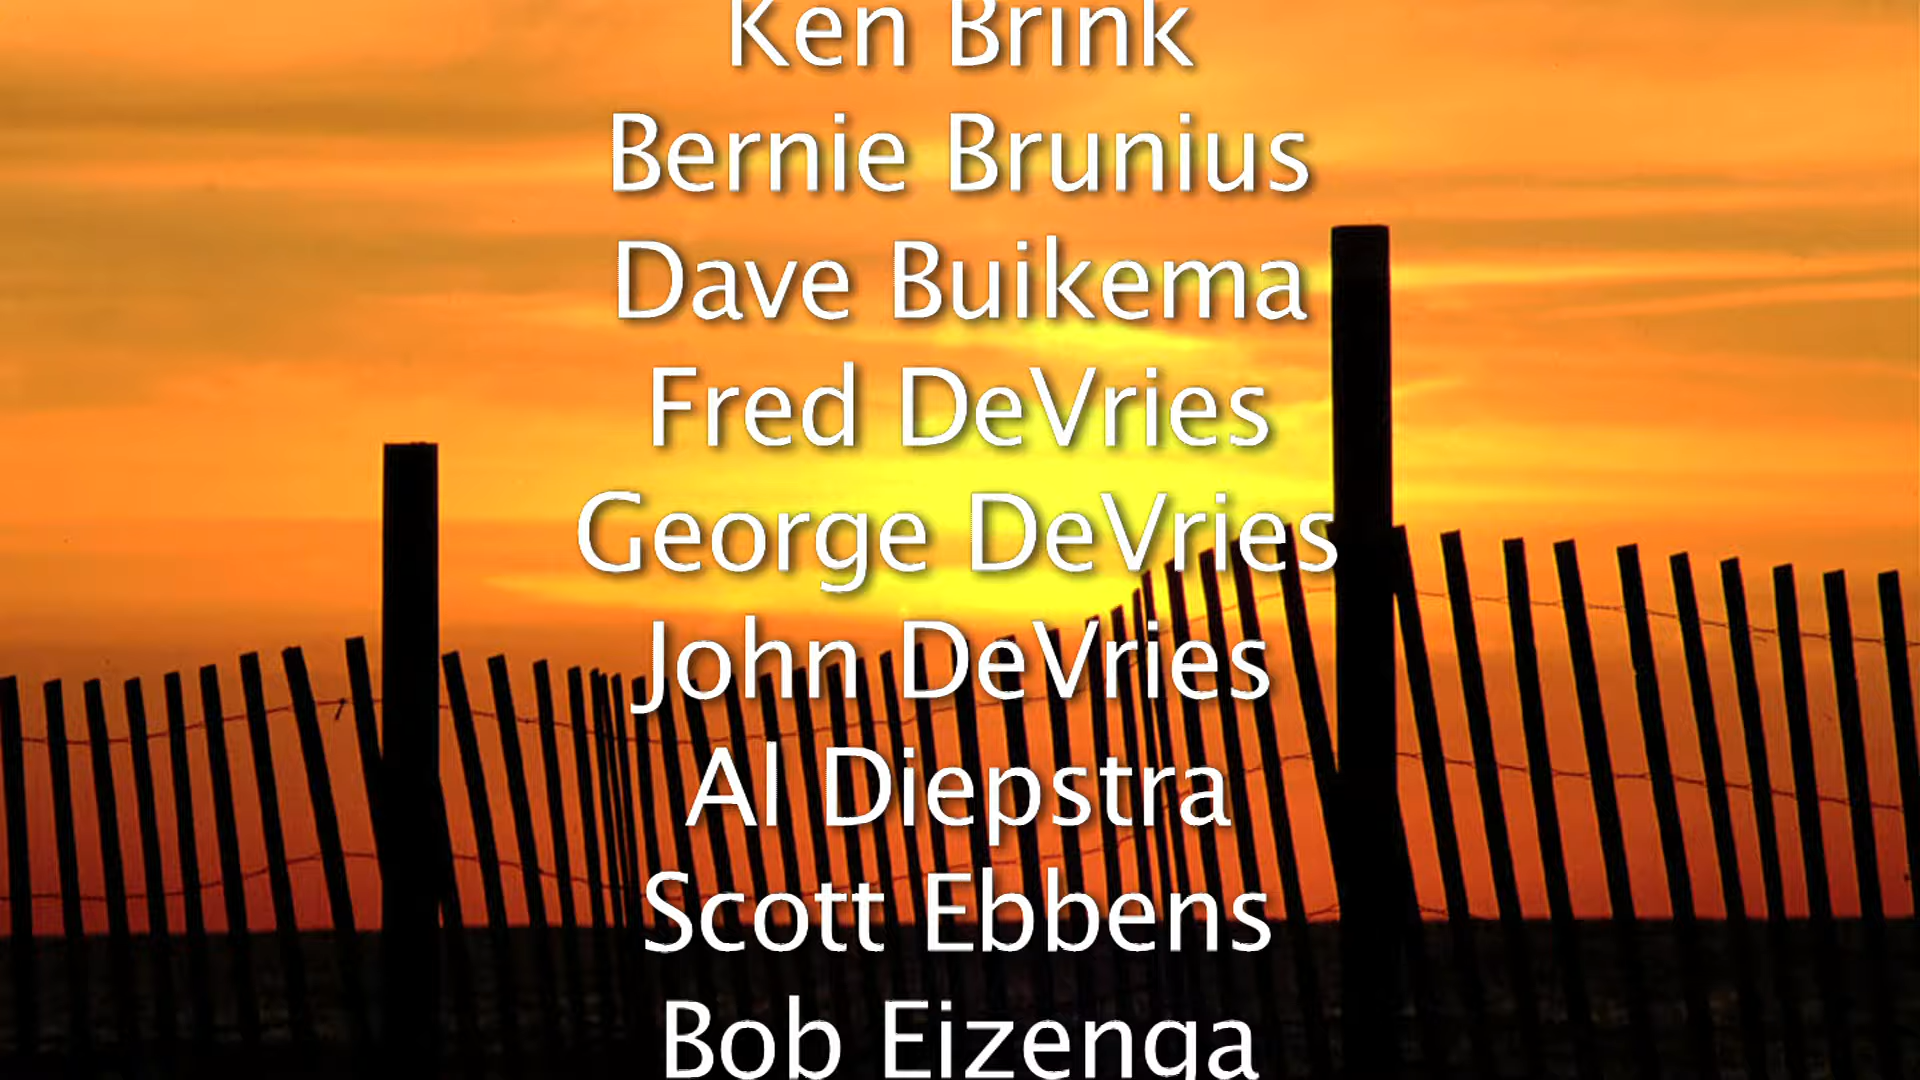 Ken Brink
Bernie Brunius
Dave Buikema
Fred DeVries
George DeVries
John DeVries
Al Diepstra
Scott Ebbens
Bob Eizenga